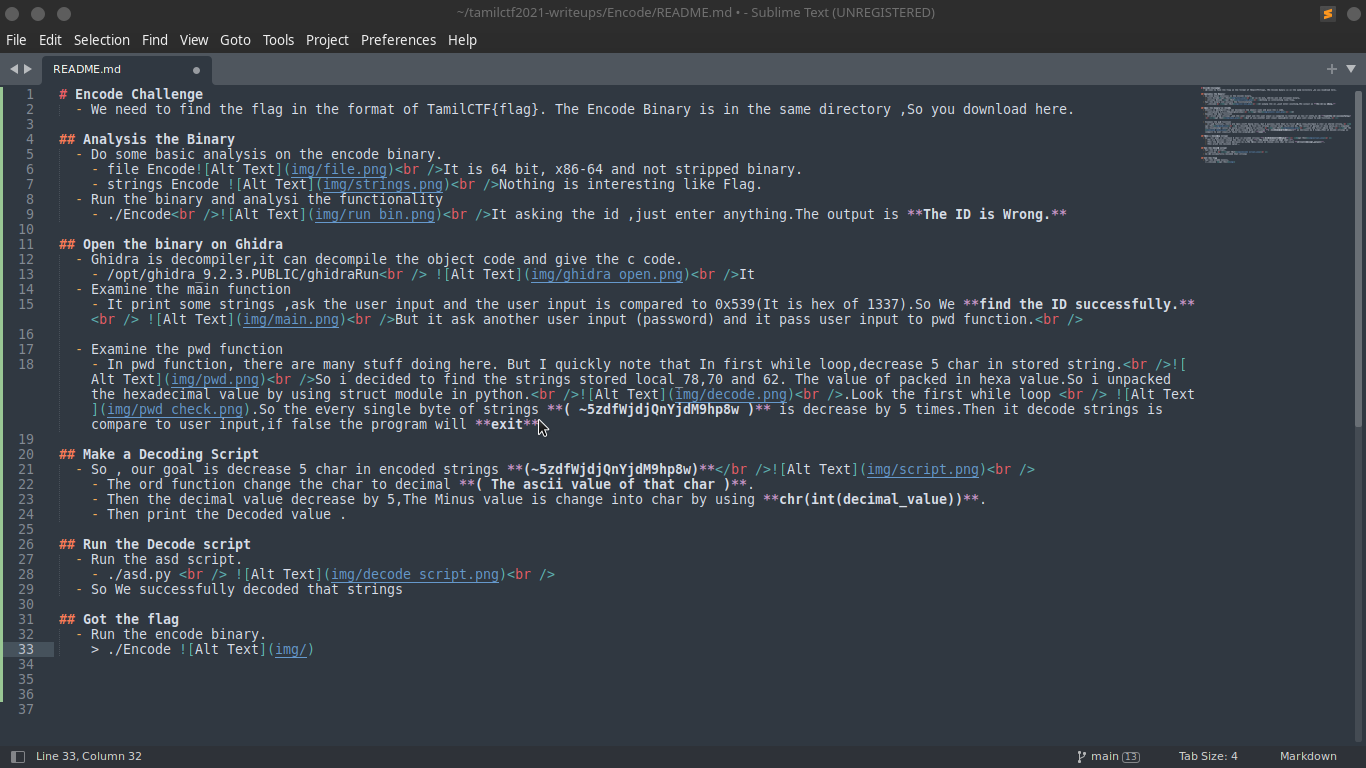 ~/tamilctf2021-writeups/Encode/README.md • - Sublime Text (UNREGISTERED)
File Edit Selection Find View Goto Tools Project Preferences Help
README.md
1 # Encode Challenge
2 - We need to find the flag in the format of TamilCTF{flag}. The Encode Binary is in the same directory ,So you download here.
3
4 ## Analysis the Binary
5 - Do some basic analysis on the encode binary.
6 - file Encode![Alt Text](img/file.png)<br />It is 64 bit, x86-64 and not stripped binary.
7 - strings Encode ![Alt Text](img/strings.png)<br />Nothing is interesting like Flag.
8 - Run the binary and analysi the functionality
9 - ./Encode<br />![Alt Text](img/run_bin.png)<br />It asking the id ,just enter anything.The output is **The ID is Wrong.**
10
11 ## Open the binary on Ghidra
12 - Ghidra is decompiler,it can decompile the object code and give the c code.
13 - /opt/ghidra_9.2.3.PUBLIC/ghidraRun<br /> ![Alt Text](img/ghidra_open.png)<br />It
14 - Examine the main function
15 - It print some strings ,ask the user input and the user input is compared to 0x539(It is hex of 1337).So We **find the ID successfully.**
<br /> ![Alt Text](img/main.png)<br />But it ask another user input (password) and it pass user input to pwd function.<br />
16
17 - Examine the pwd function
18 - In pwd function, there are many stuff doing here. But I quickly note that In first while loop,decrease 5 char in stored string.<br />![
Alt Text](img/pwd.png)<br />So i decided to find the strings stored local_78,70 and 62. The value of packed in hexa value.So i unpacked
the hexadecimal value by using struct module in python.<br />![Alt Text](img/decode.png)<br />.Look the first while loop <br /> ![Alt Text
](img/pwd_check.png).So the every single byte of strings **( ~5zdfWjdjQnYjdM9hp8w )** is decrease by 5 times.Then it decode strings is
compare to user input,if false the program will **exit**
19
20 ## Make a Decoding Script
21 - So , our goal is decrease 5 char in encoded strings **(~5zdfWjdjQnYjdM9hp8w)**</br />![Alt Text](img/script.png)<br />
22 - The ord function change the char to decimal **( The ascii value of that char )**.
23 - Then the decimal value decrease by 5,The Minus value is change into char by using **chr(int(decimal_value))**.
24 - Then print the Decoded value .
25
26 ## Run the Decode script
27 - Run the asd script.
28 - ./asd.py <br /> ![Alt Text](img/decode_script.png)<br />
29 - So We successfully decoded that strings
30
31 ## Got the flag
32 - Run the encode binary.
33 > ./Encode ![Alt Text](img/)
34
35
36
37
Line 33, Column 32 main 13 Tab Size: 4 Markdown